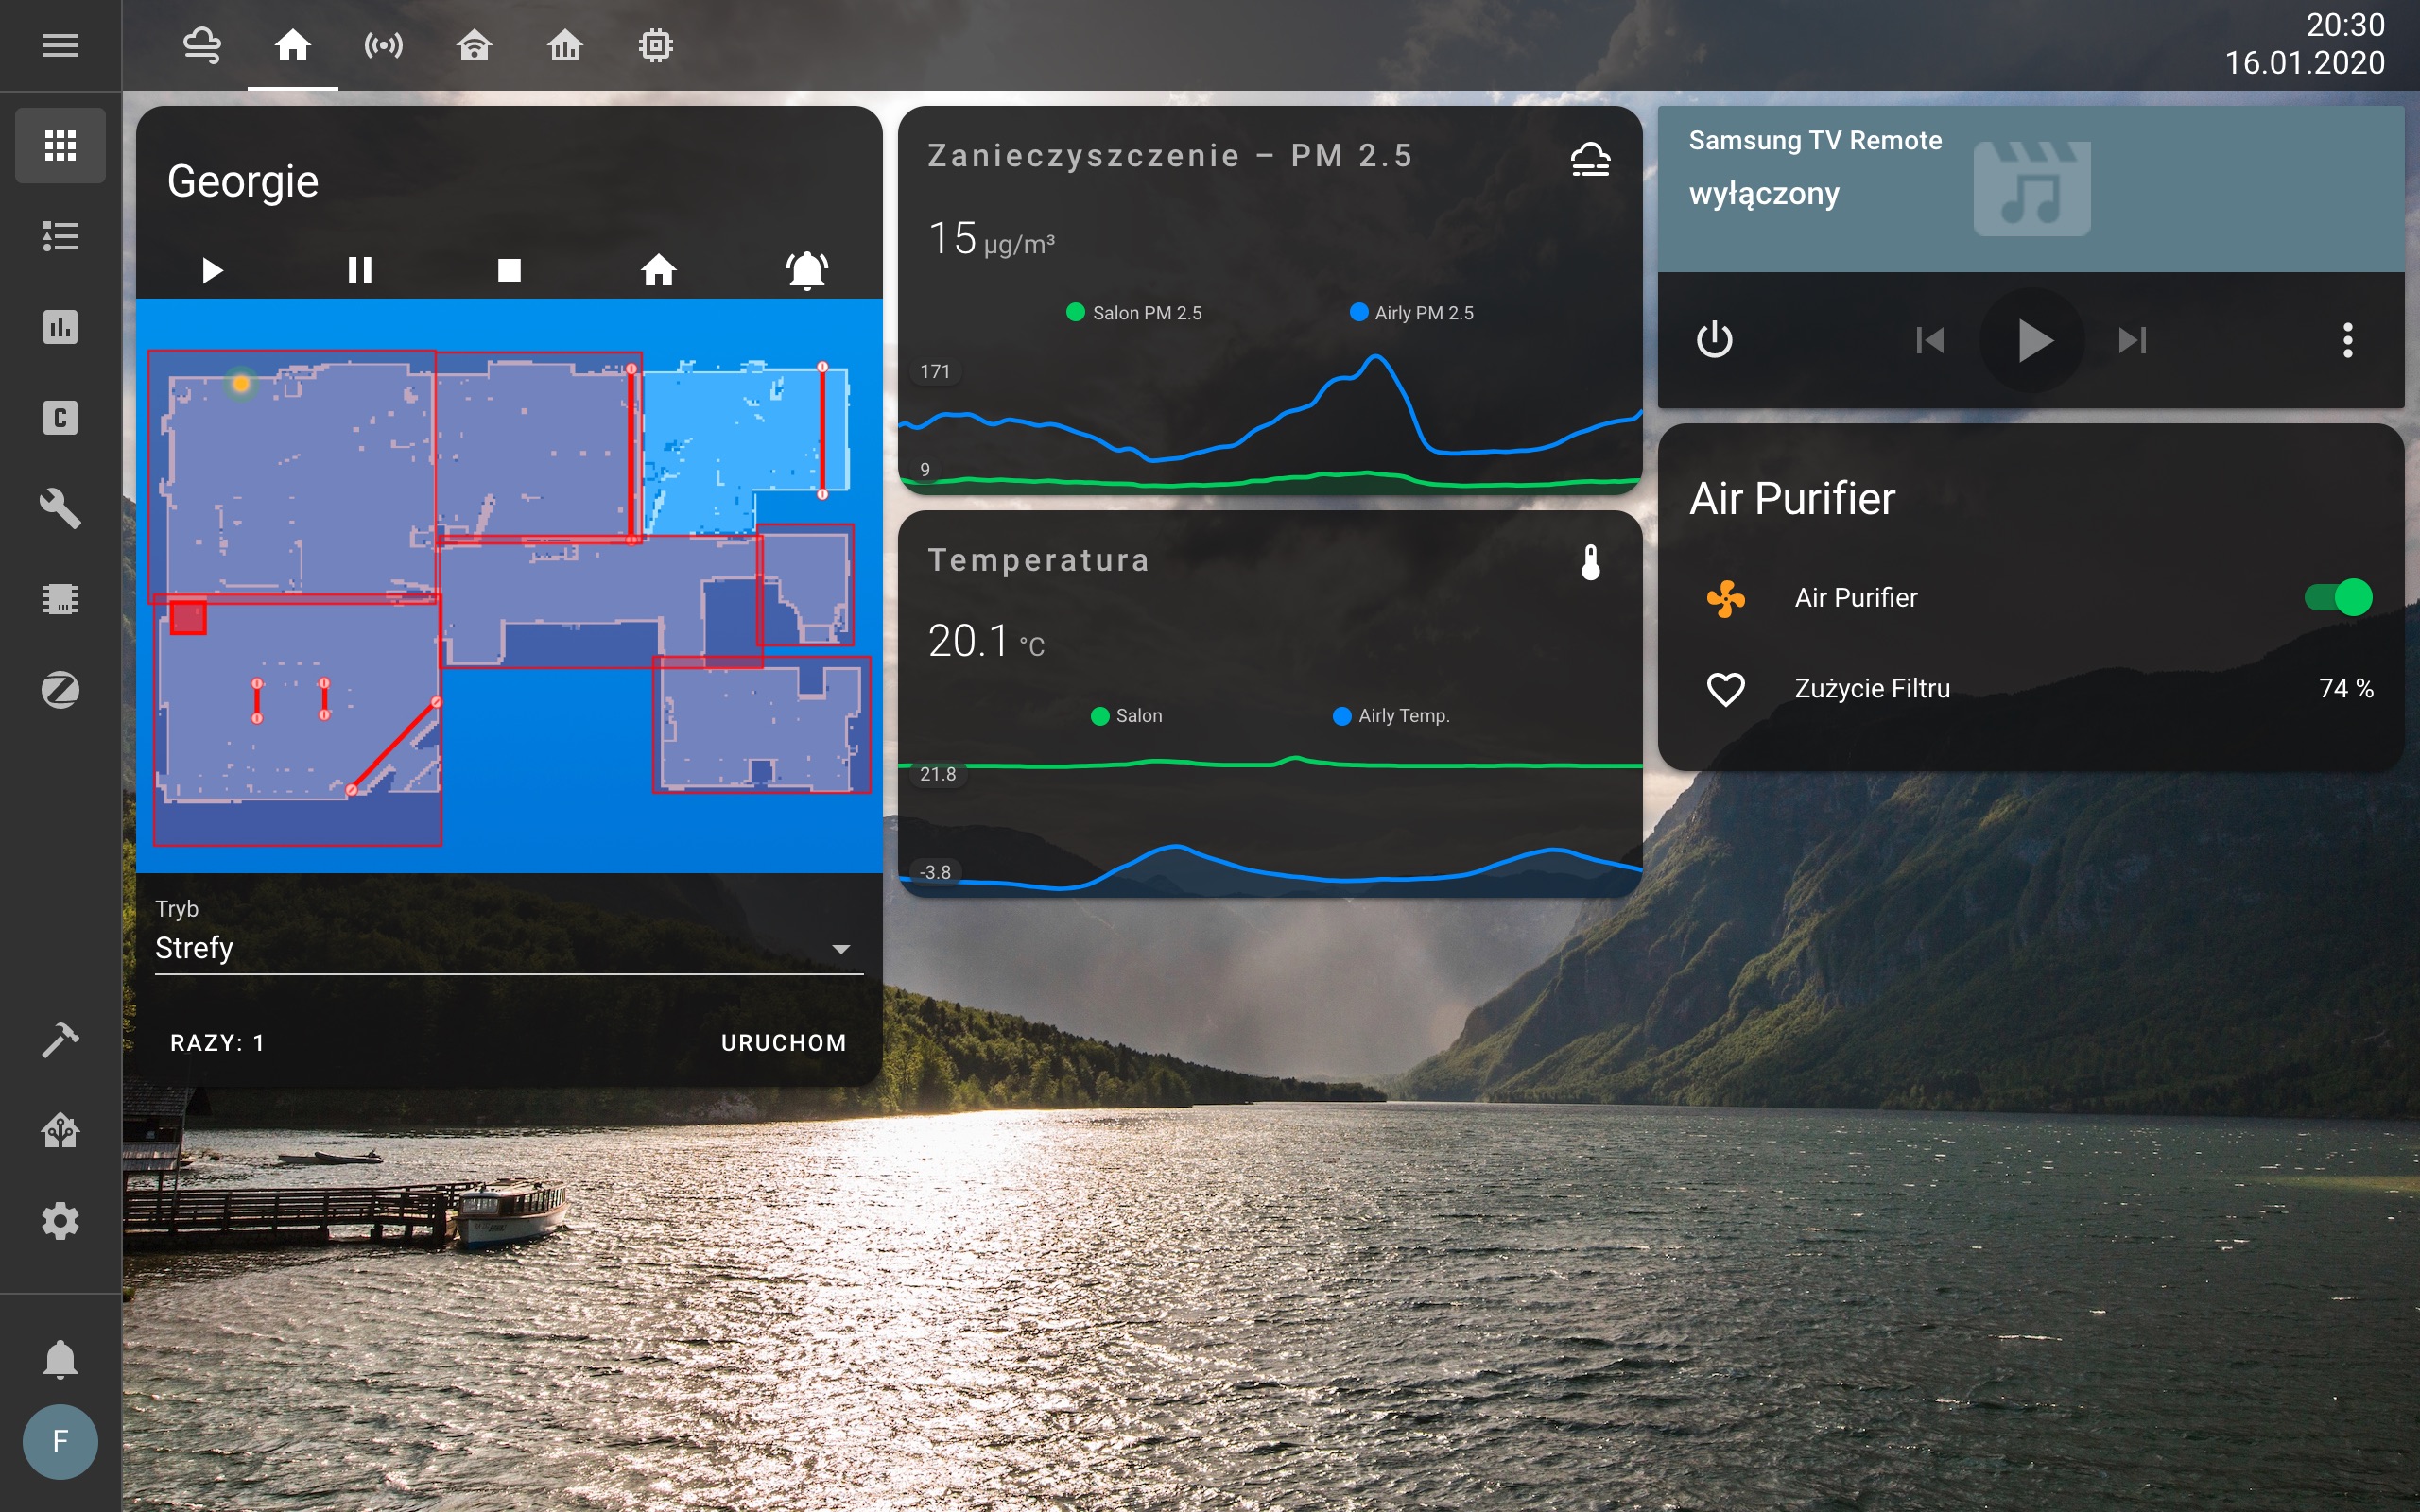 20:30
16.01.2020
Georgie
Tryb
Strefy
RAZY: 1
URUCHOM
Zanieczyszczenie – PM 2.5
15 µg/m³
Salon PM 2.5
Airly PM 2.5
171
9
Temperatura
20.1 °C
Salon
Airly Temp.
21.8
-3.8
Samsung TV Remote
wyłączony
Air Purifier
Air Purifier
Zużycie Filtru
74 %
C
F